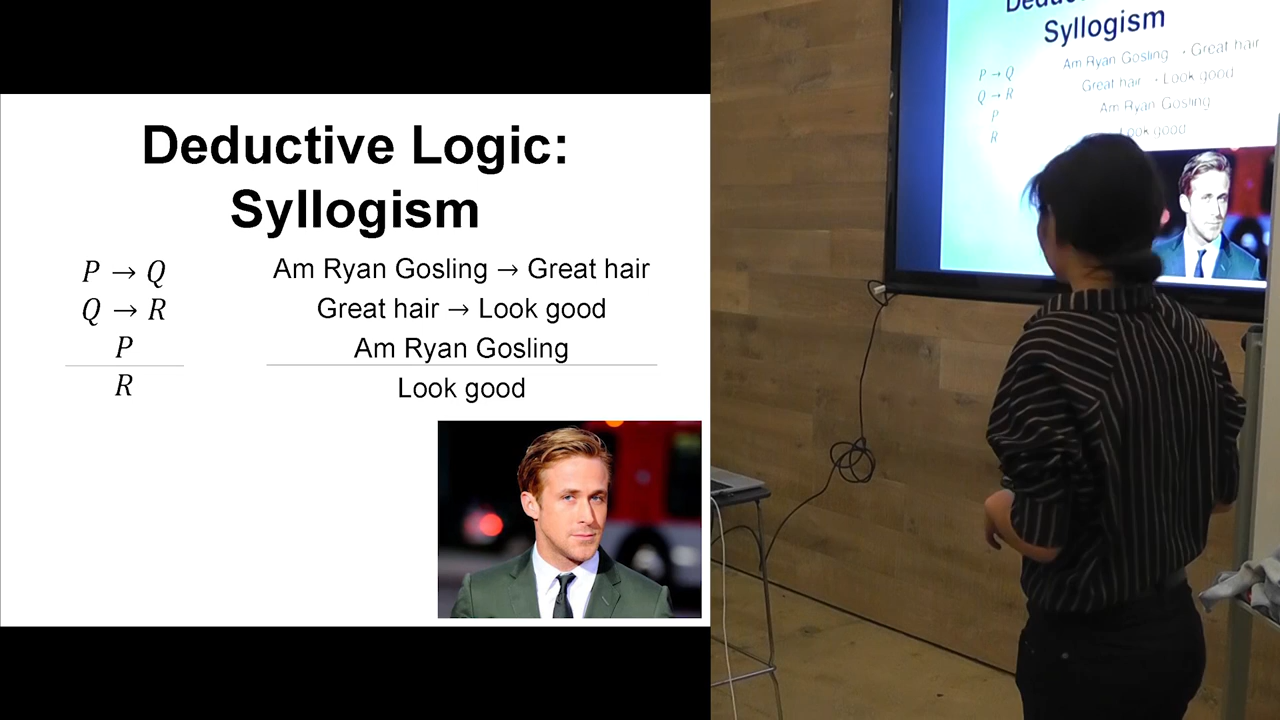 Deductive Logic:
Syllogism
P → Q Am Ryan Gosling → Great hair
Q → R Great hair → Look good
P Am Ryan Gosling
R Look good
Syllogism
P → Q Am Ryan Gosling → Great hair
Q → R Great hair → Look good
P Am Ryan Gosling
R Look good